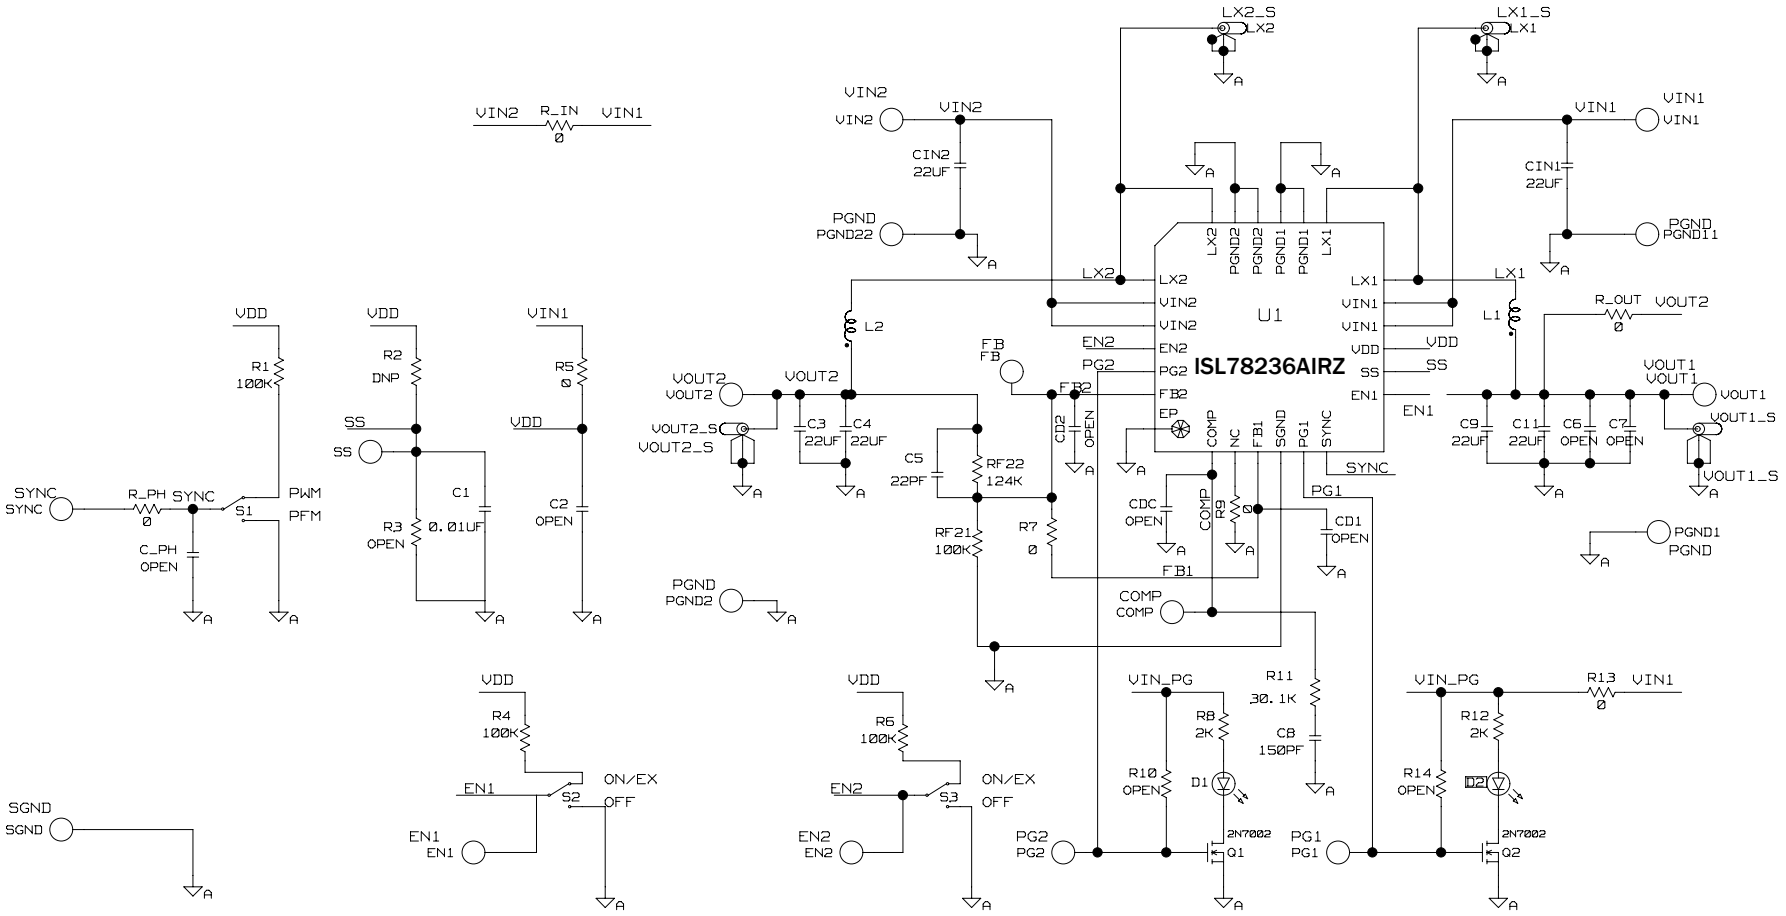 LX2_S
LX2
A
LX1_S
LX1
A
VIN2
VIN2
VIN2
R_IN
0
VIN1
VIN2
VIN1
VIN1
VIN1
CIN2
22UF
A
A
CIN1
22UF
PGND
PGND22
A
PGND
PGND11
A
LX2
PGND2
PGND2
PGND1
PGND1
LX1
LX2
LX2
VIN2
VIN2
EN2
EN2
PG2
PG2
FB2
FB2
EP
U1
ISL78236AIRZ
LX1
LX1
VIN1
VIN1
VDD
VDD
SS
SS
EN1
EN1
COMP
NC
FB1
SGND
PG1
SYNC
SYNC
L2
L1
R_OUT
0
VOUT2
VDD
R1
100K
VDD
R2
DNP
VIN1
R5
0
VDD
SS
SS
VOUT2
VOUT2
VOUT2
VOUT2_S
VOUT2_S
A
C3
22UF
C4
22UF
A
FB
FB
CD2
OPEN
A
A
C5
22PF
RF22
124K
RF21
100K
R7
0
VOUT1
VOUT1
VOUT1
VOUT1_S
VOUT1_S
A
C9
22UF
C11
22UF
C6
OPEN
C7
OPEN
A
SYNC
SYNC
R_PH
0
SYNC
S1
PWM
PFM
C_PH
OPEN
A
A
R3
OPEN
C1
0.01UF
A
C2
OPEN
A
CDC
OPEN
A
COMP
R9
0
A
CD1
OPEN
A
PG1
FB1
PGND1
PGND
A
PGND
PGND2
A
COMP
COMP
A
VDD
R4
100K
EN1
S2
ON/EX
OFF
EN1
EN1
A
VDD
R6
100K
EN2
S3
ON/EX
OFF
EN2
EN2
A
VIN_PG
R8
2K
R10
OPEN
D1
2N7002
Q1
PG2
PG2
A
R11
30.1K
C8
150PF
A
VIN_PG
R13
0
VIN1
R12
2K
R14
OPEN
D2
2N7002
Q2
PG1
PG1
A
SGND
SGND
A